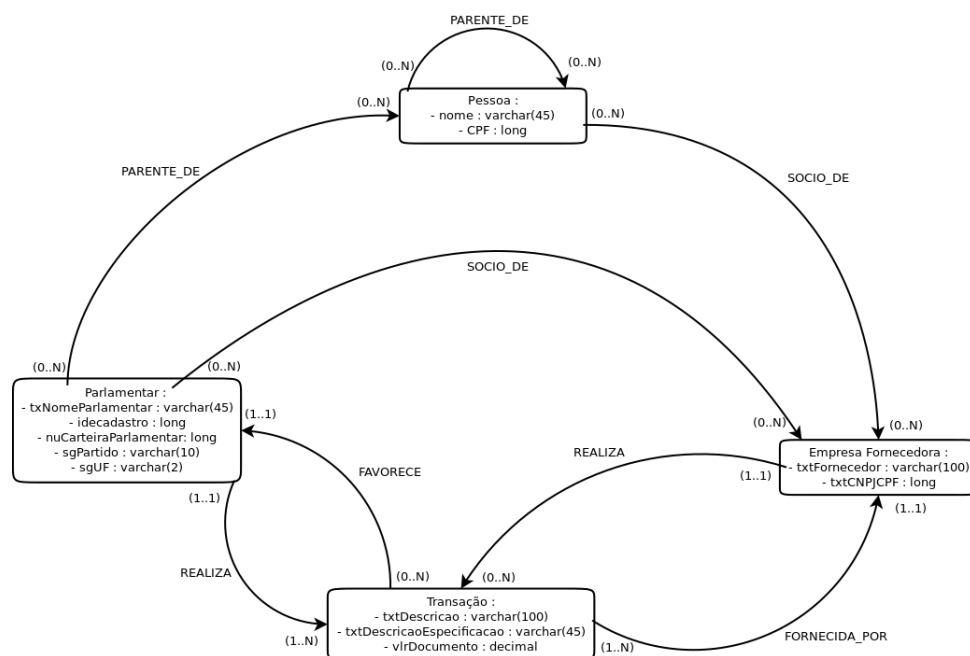 PARENTE_DE
(0..N)
(0..N)
Pessoa :
- nome : varchar(45)
- CPF : long
(0..N)
(0..N)
PARENTE_DE
SOCIO_DE
SOCIO_DE
(0..N)
(0..N)
Parlamentar :
- txNomeParlamentar : varchar(45)
- idecadastro : long
- nuCarteiraParlamentar: long
- sgPartido : varchar(10)
- sgUF : varchar(2)
(1..1)
(0..N)
(0..N)
Empresa Fornecedora :
- txtFornecedor : varchar(100)
- txtCNPJCPF : long
REALIZA
(1..1)
FAVORECE
(1..1)
(1..1)
REALIZA
(0..N)
(0..N)
Transação :
- txtDescricao : varchar(100)
- txtDescricaoEspecificacao : varchar(45)
- vlrDocumento : decimal
(1..N)
(1..N)
FORNECIDA_POR